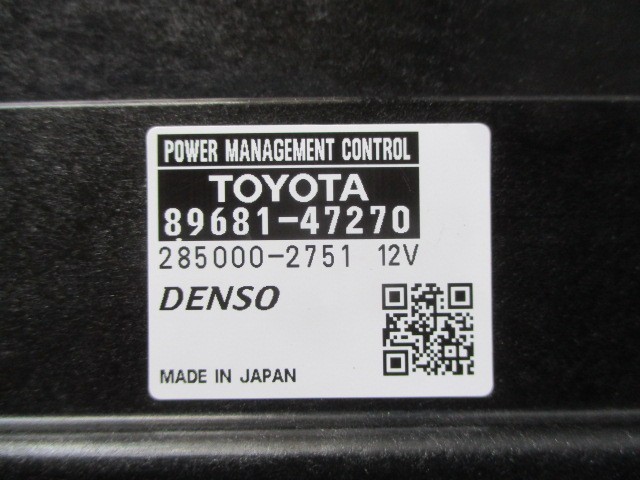 POWER MANAGEMENT CONTROL
TOYOTA
89681-47270
285000-2751 12V
DENSO
MADE IN JAPAN